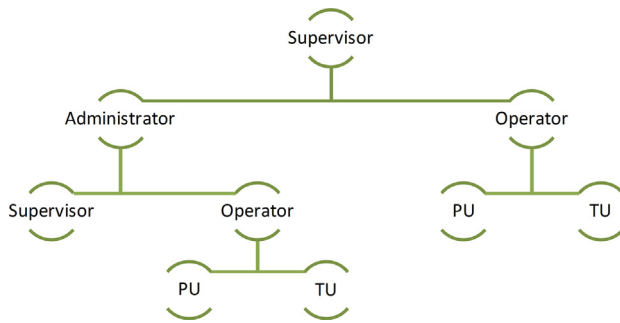 Supervisor
Administrator
Operator
Supervisor
Operator
PU
TU
PU
TU